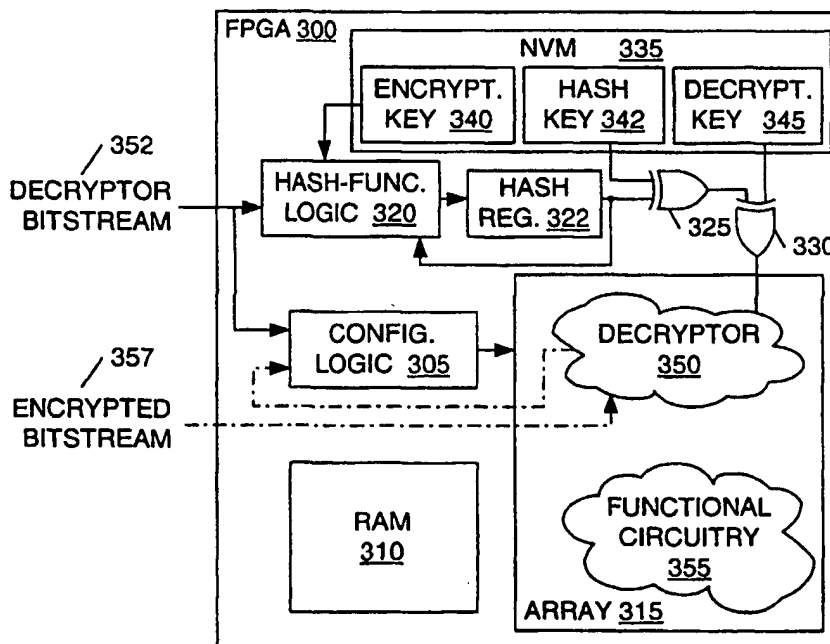 FPGA 300
NVM 335
ENCRYPT.
KEY 340
HASH
KEY 342
DECRYPT.
KEY 345
352
DECRYPTOR
BITSTREAM
HASH-FUNC.
LOGIC 320
HASH
REG. 322
325
330
CONFIG.
LOGIC 305
DECRYPTOR
350
357
ENCRYPTED
BITSTREAM
RAM
310
FUNCTIONAL
CIRCUITRY
355
ARRAY 315